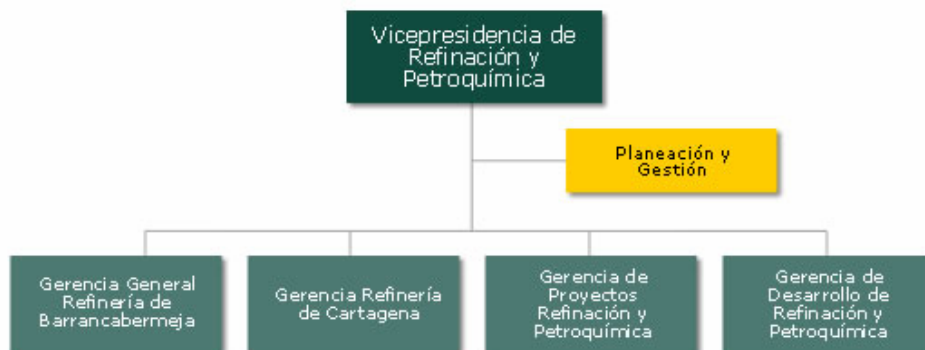 Vicepresidencia de
Refinación y
Petroquímica
Planeación y
Gestión
Gerencia General
Refinería de
Barrancabermeja
Gerencia Refinería
de Cartagena
Gerencia de
Proyectos
Refinación y
Petroquímica
Gerencia de
Desarrollo de
Refinación y
Petroquímica